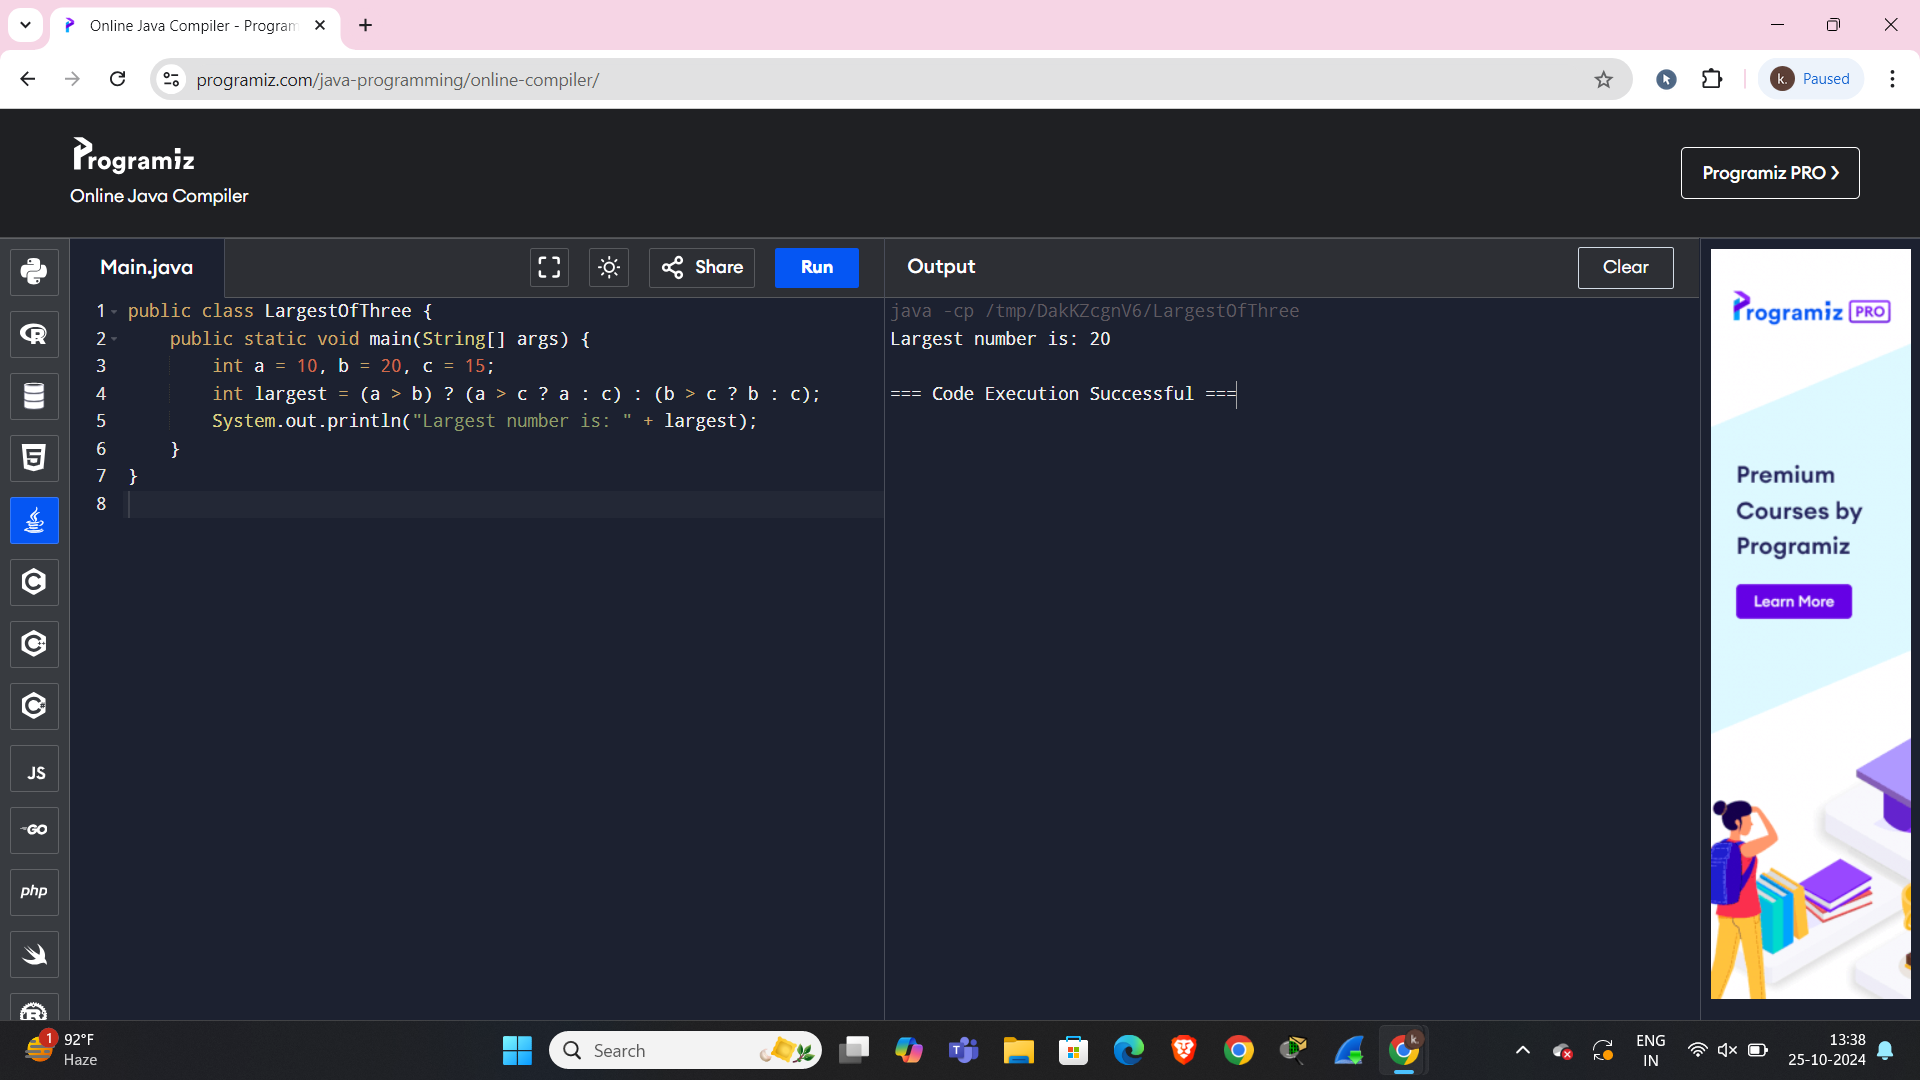 Online Java Compiler - Program
programiz.com/java-programming/online-compiler/
k. Paused
Programiz
Online Java Compiler
Programiz PRO
Main.java
Share
Run
Output
Clear
1 public class LargestOfThree {
2 public static void main(String[] args) {
3 int a = 10, b = 20, c = 15;
4 int largest = (a > b) ? (a > c ? a : c) : (b > c ? b : c);
5 System.out.println("Largest number is: " + largest);
6 }
7 }
8
java -cp /tmp/DakKZcgnV6/LargestOfThree
Largest number is: 20
=== Code Execution Successful ===
Programiz PRO
Premium
Courses by
Programiz
Learn More
JS
GO
php
1
92°F
Haze
Search
k.
ENG
IN
13:38
25-10-2024